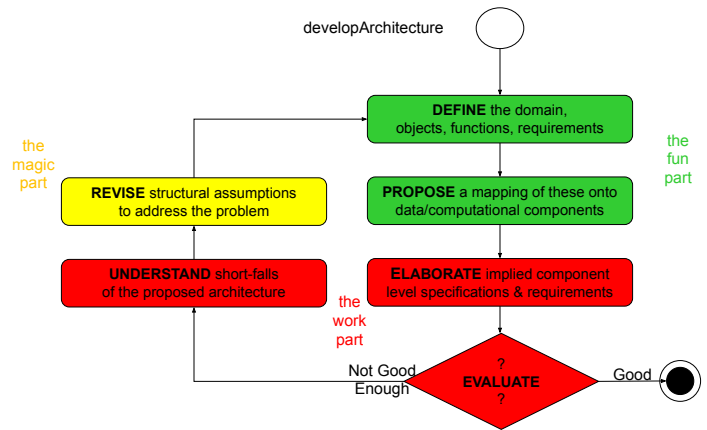 developArchitecture
DEFINE the domain,
objects, functions, requirements
the
magic
part
the
fun
part
REVISE structural assumptions
to address the problem
PROPOSE a mapping of these onto
data/computational components
UNDERSTAND short-falls
of the proposed architecture
ELABORATE implied component
level specifications & requirements
the
work
part
?
EVALUATE
?
Not Good
Enough
Good